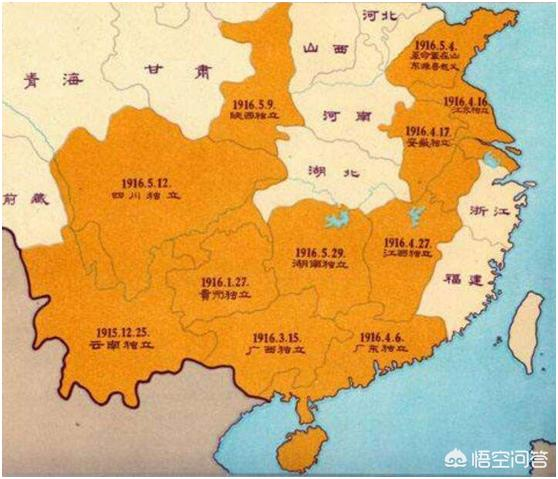 河北
山西
1916.5.4.
革命军在山
东潍县起义
青海
甘肃
1916.5.9.
陕西独立
河南
1916.4.16
江苏独立
1916.4.17.
安徽独立
1916.5.12.
四川独立
湖北
前藏
浙江
1916.4.27.
江西独立
1916.5.29.
湖南独立
福建
1916.1.27.
贵州独立
1915.12.25.
云南独立
1916.3.15.
广西独立
1916.4.6.
广东独立
悟空问答